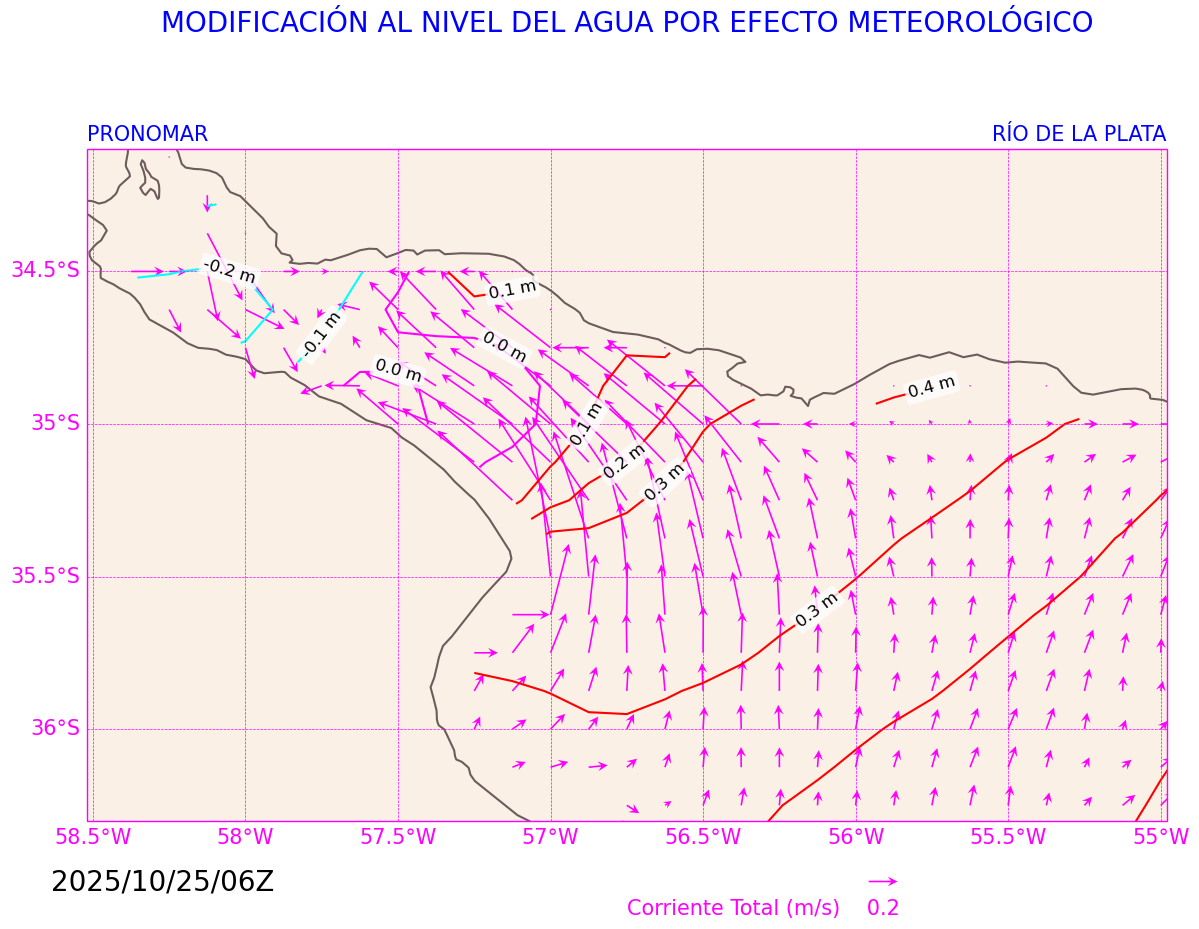 MODIFICACIÓN AL NIVEL DEL AGUA POR EFECTO METEOROLÓGICO
PRONOMAR
RÍO DE LA PLATA
34.5°S
35°S
35.5°S
36°S
-0.2 m
-0.1 m
0.1 m
0.0 m
0.0 m
0.4 m
0.1 m
0.2 m
0.3 m
0.3 m
58.5°W 58°W 57.5°W 57°W 56.5°W 56°W 55.5°W 55°W
2025/10/25/06Z
Corriente Total (m/s) 0.2